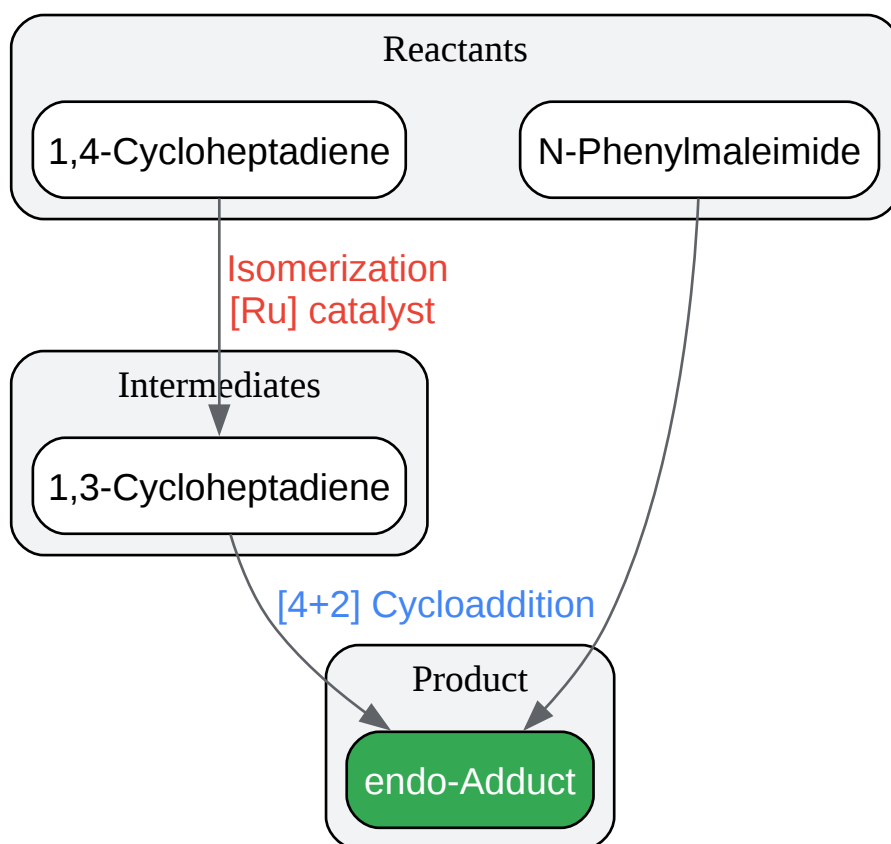 Reactants
1,4-Cycloheptadiene
N-Phenylmaleimide
Isomerization
[Ru] catalyst
Intermediates
1,3-Cycloheptadiene
[4+2] Cycloaddition
Product
endo-Adduct